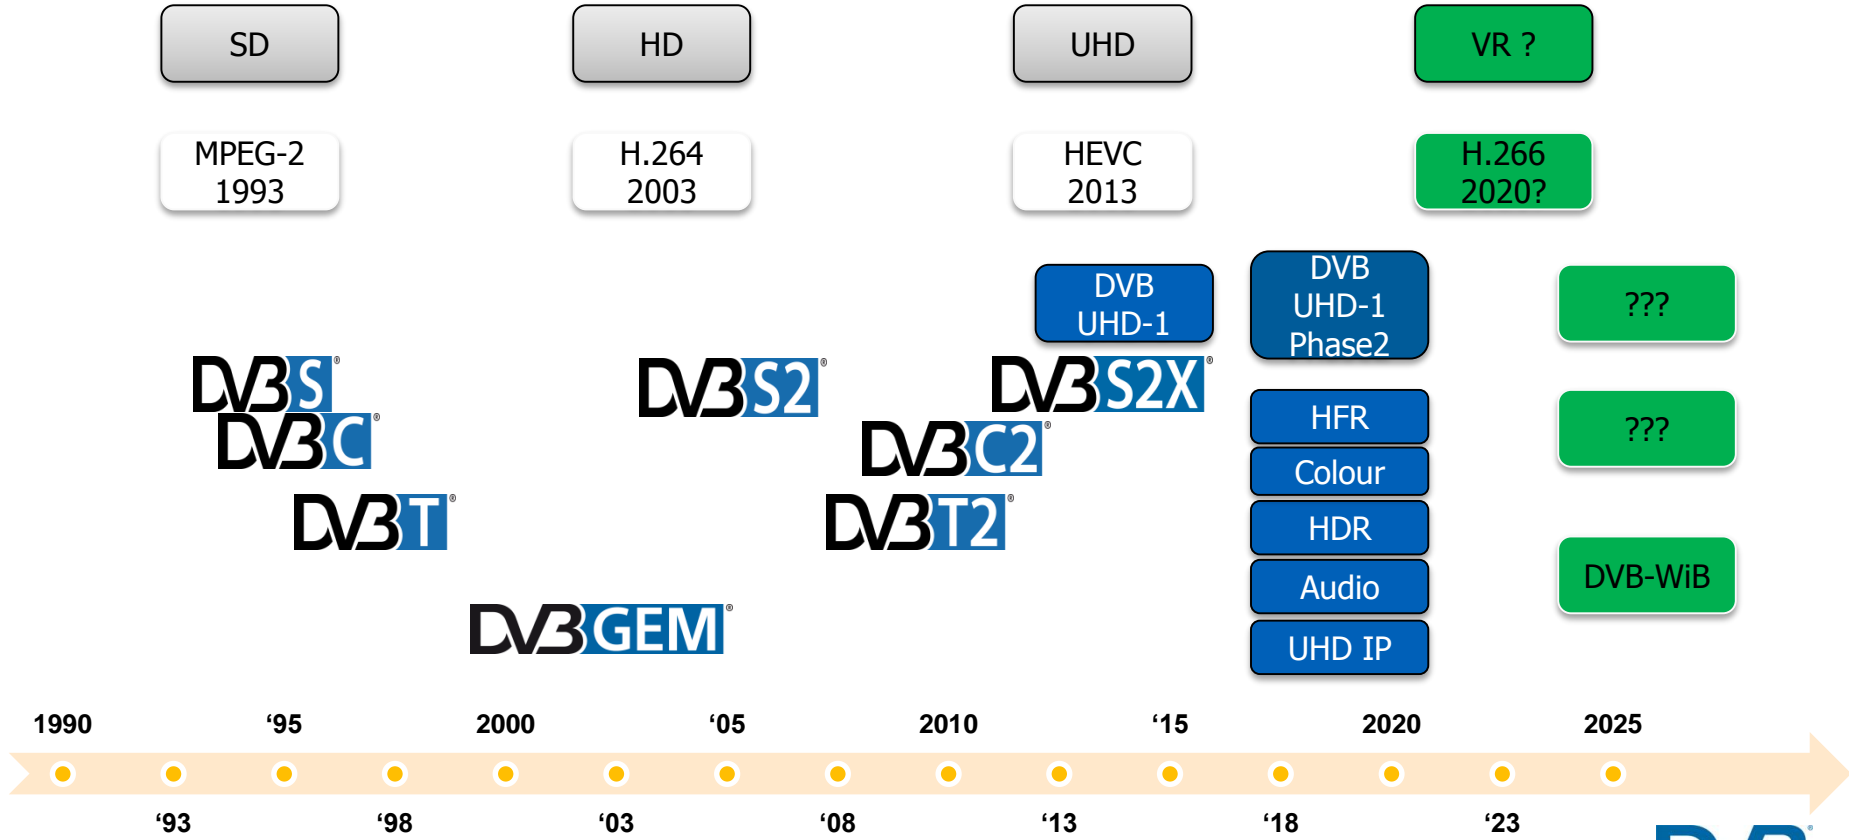 SD
HD
UHD
VR ?
MPEG-2
1993
H.264
2003
HEVC
2013
H.266
2020?
DVB
UHD-1
DVB
UHD-1
Phase2
???
DVB S®
DVB S2®
DVB S2X®
DVB C®
DVB C2®
HFR
???
Colour
DVB T®
DVB T2®
HDR
Audio
DVB-WiB
DVB GEM®
UHD IP
1990 ‘95 2000 ‘05 2010 ‘15 2020 2025
‘93 ‘98 ‘03 ‘08 ‘13 ‘18 ‘23
DVB®